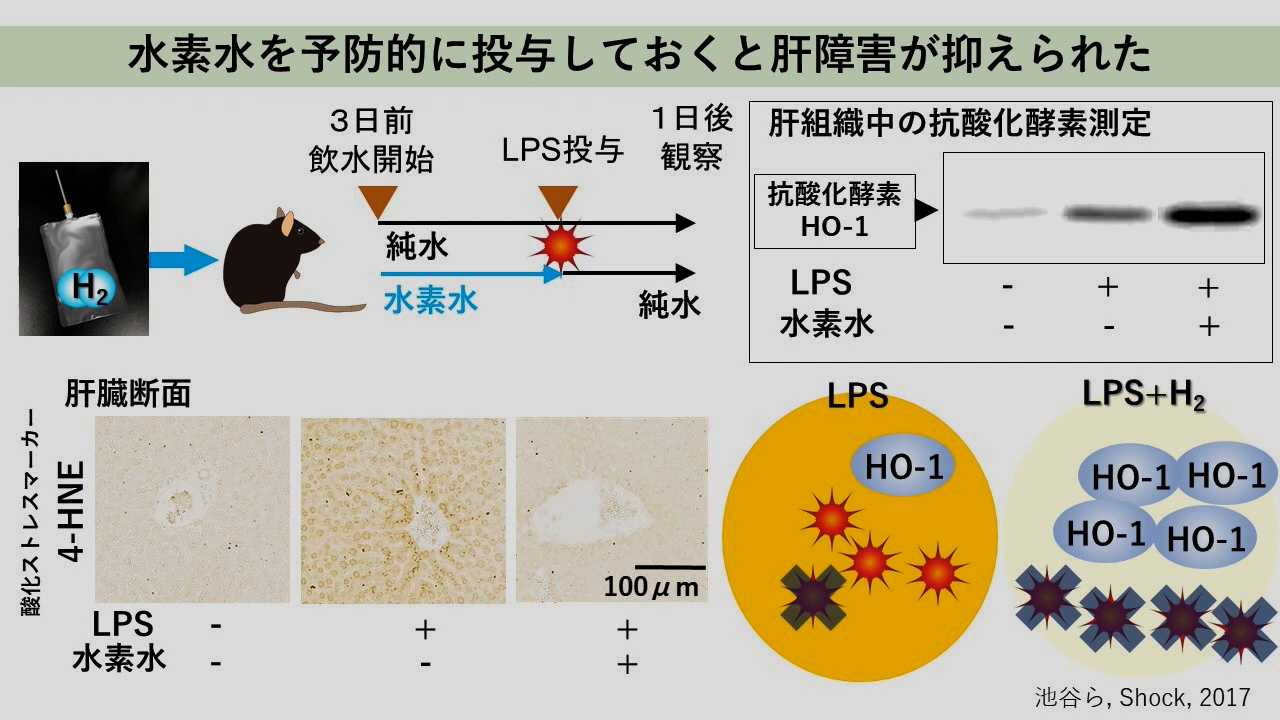 水素水を予防的に投与しておくと肝障害が抑えられた
３日前
飲水開始
LPS投与
１日後
観察
H2
純水
水素水
純水
肝組織中の抗酸化酵素測定
抗酸化酵素
HO-1
LPS - + +
水素水 - - +
肝臓断面
酸化ストレスマーカー
4-HNE
100μm
LPS - + +
水素水 - - +
LPS
HO-1
LPS+H2
HO-1 HO-1
HO-1 HO-1
池谷ら, Shock, 2017